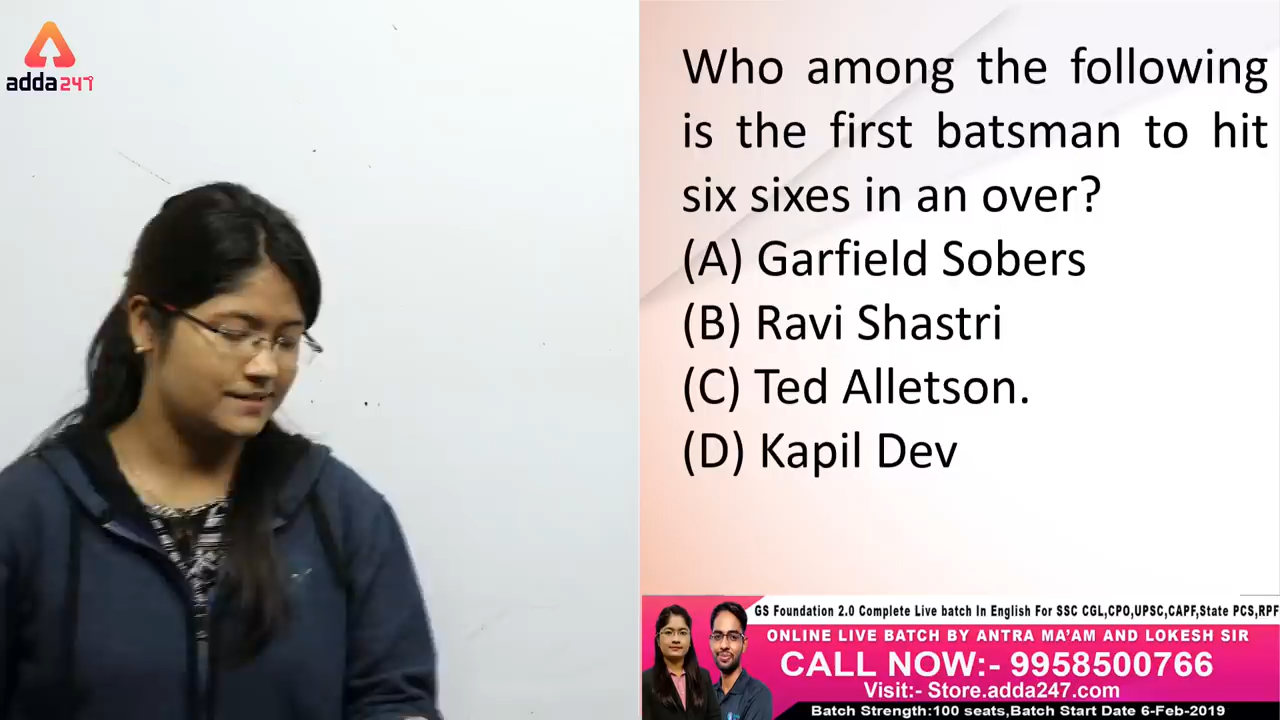 adda247
Who among the following
is the first batsman to hit
six sixes in an over?
(A) Garfield Sobers
(B) Ravi Shastri
(C) Ted Alletson.
(D) Kapil Dev
GS Foundation 2.0 Complete Live batch In English For SSC CGL,CPO,UPSC,CAPF,State PCS,RPF
ONLINE LIVE BATCH BY ANTRA MA'AM AND LOKESH SIR
CALL NOW:- 9958500766
Visit:- Store.adda247.com
Batch Strength:100 seats,Batch Start Date 6-Feb-2019